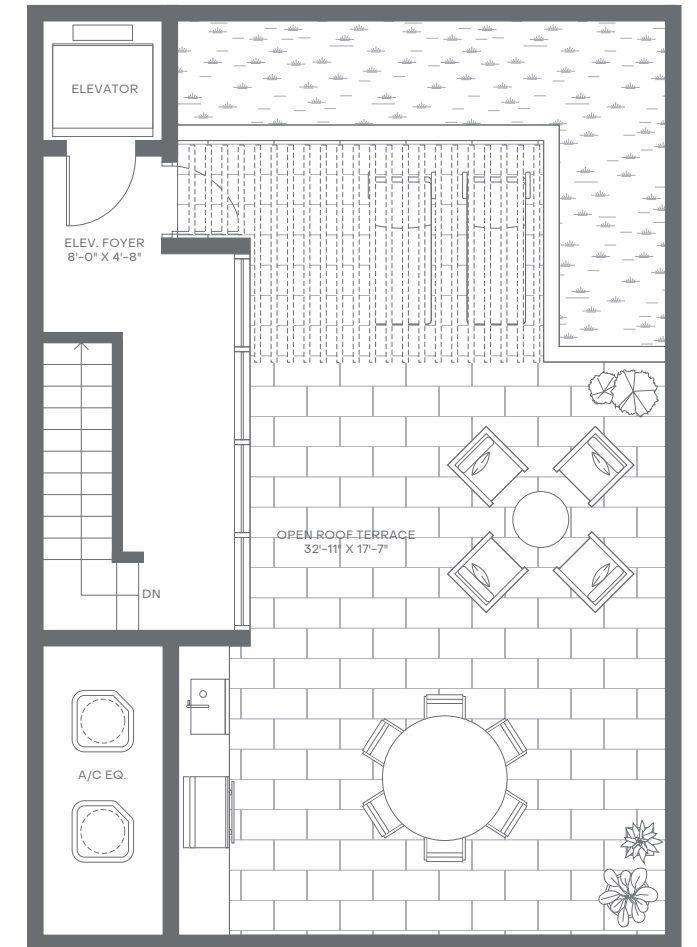 ELEVATOR
ELEV. FOYER
8'-0" X 4'-8"
OPEN ROOF TERRACE
32'-11" X 17'-7"
DN
A/C EQ.